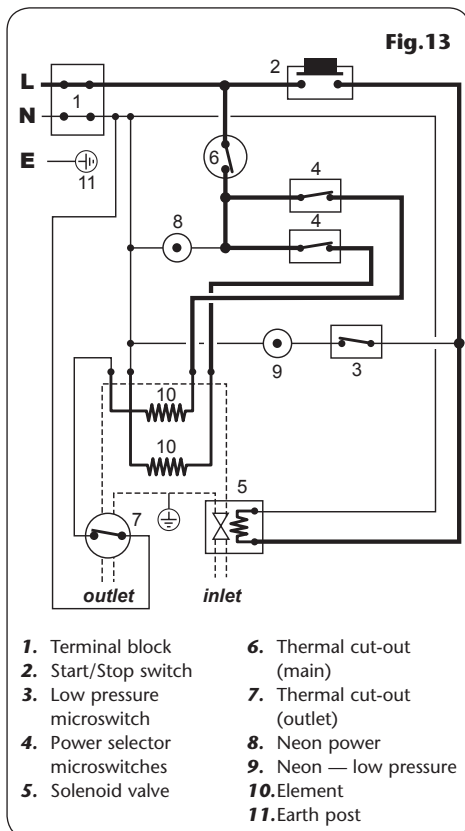 Fig.13
2
L
1
N
6
4
E
11
4
8
9
3
10
10
5
7
outlet
inlet
1. Terminal block
2. Start/Stop switch
3. Low pressure
microswitch
4. Power selector
microswitches
5. Solenoid valve
6. Thermal cut-out
(main)
7. Thermal cut-out
(outlet)
8. Neon power
9. Neon — low pressure
10.Element
11.Earth post